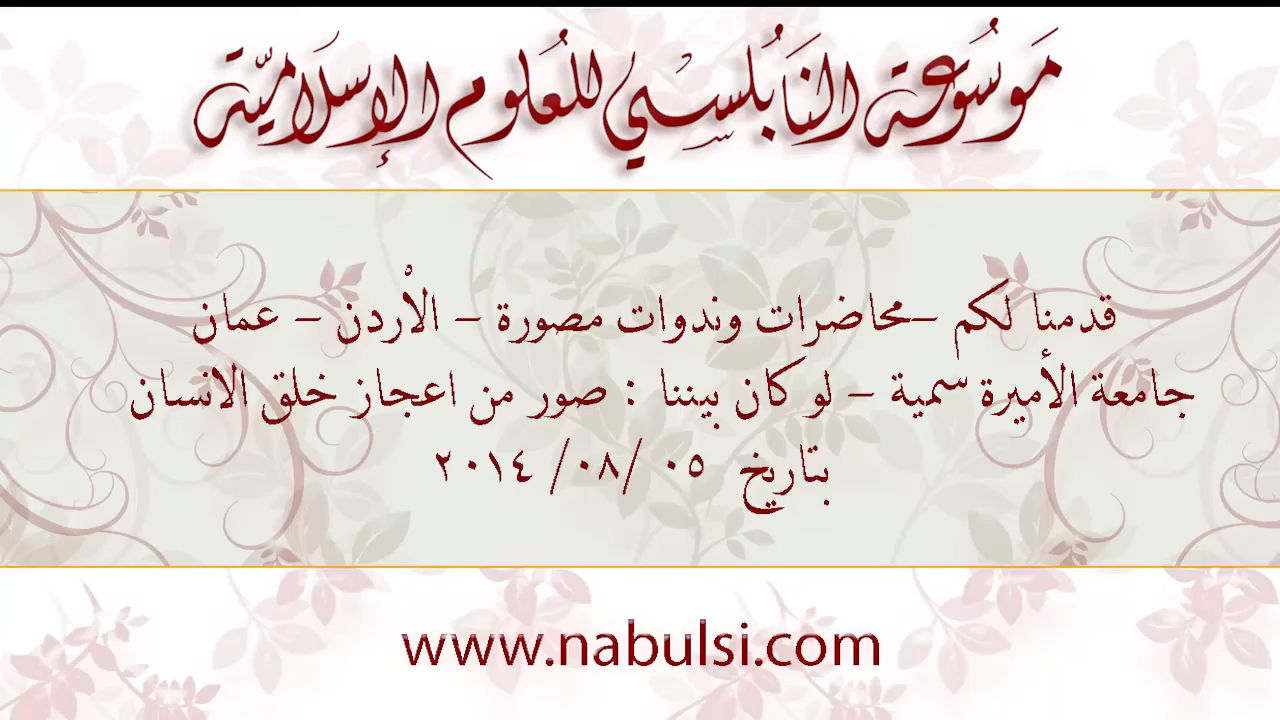 موسوعة النابلسي للعلوم الإسلامية
قدمنا لكم –محاضرات وندوات مصورة – الأردن – عمان
جامعة الأميرة سمية – لو كان بيننا : صور من اعجاز خلق الانسان
بتاريخ ٠٥ /٠٨/ ٢٠١٤
www.nabulsi.com